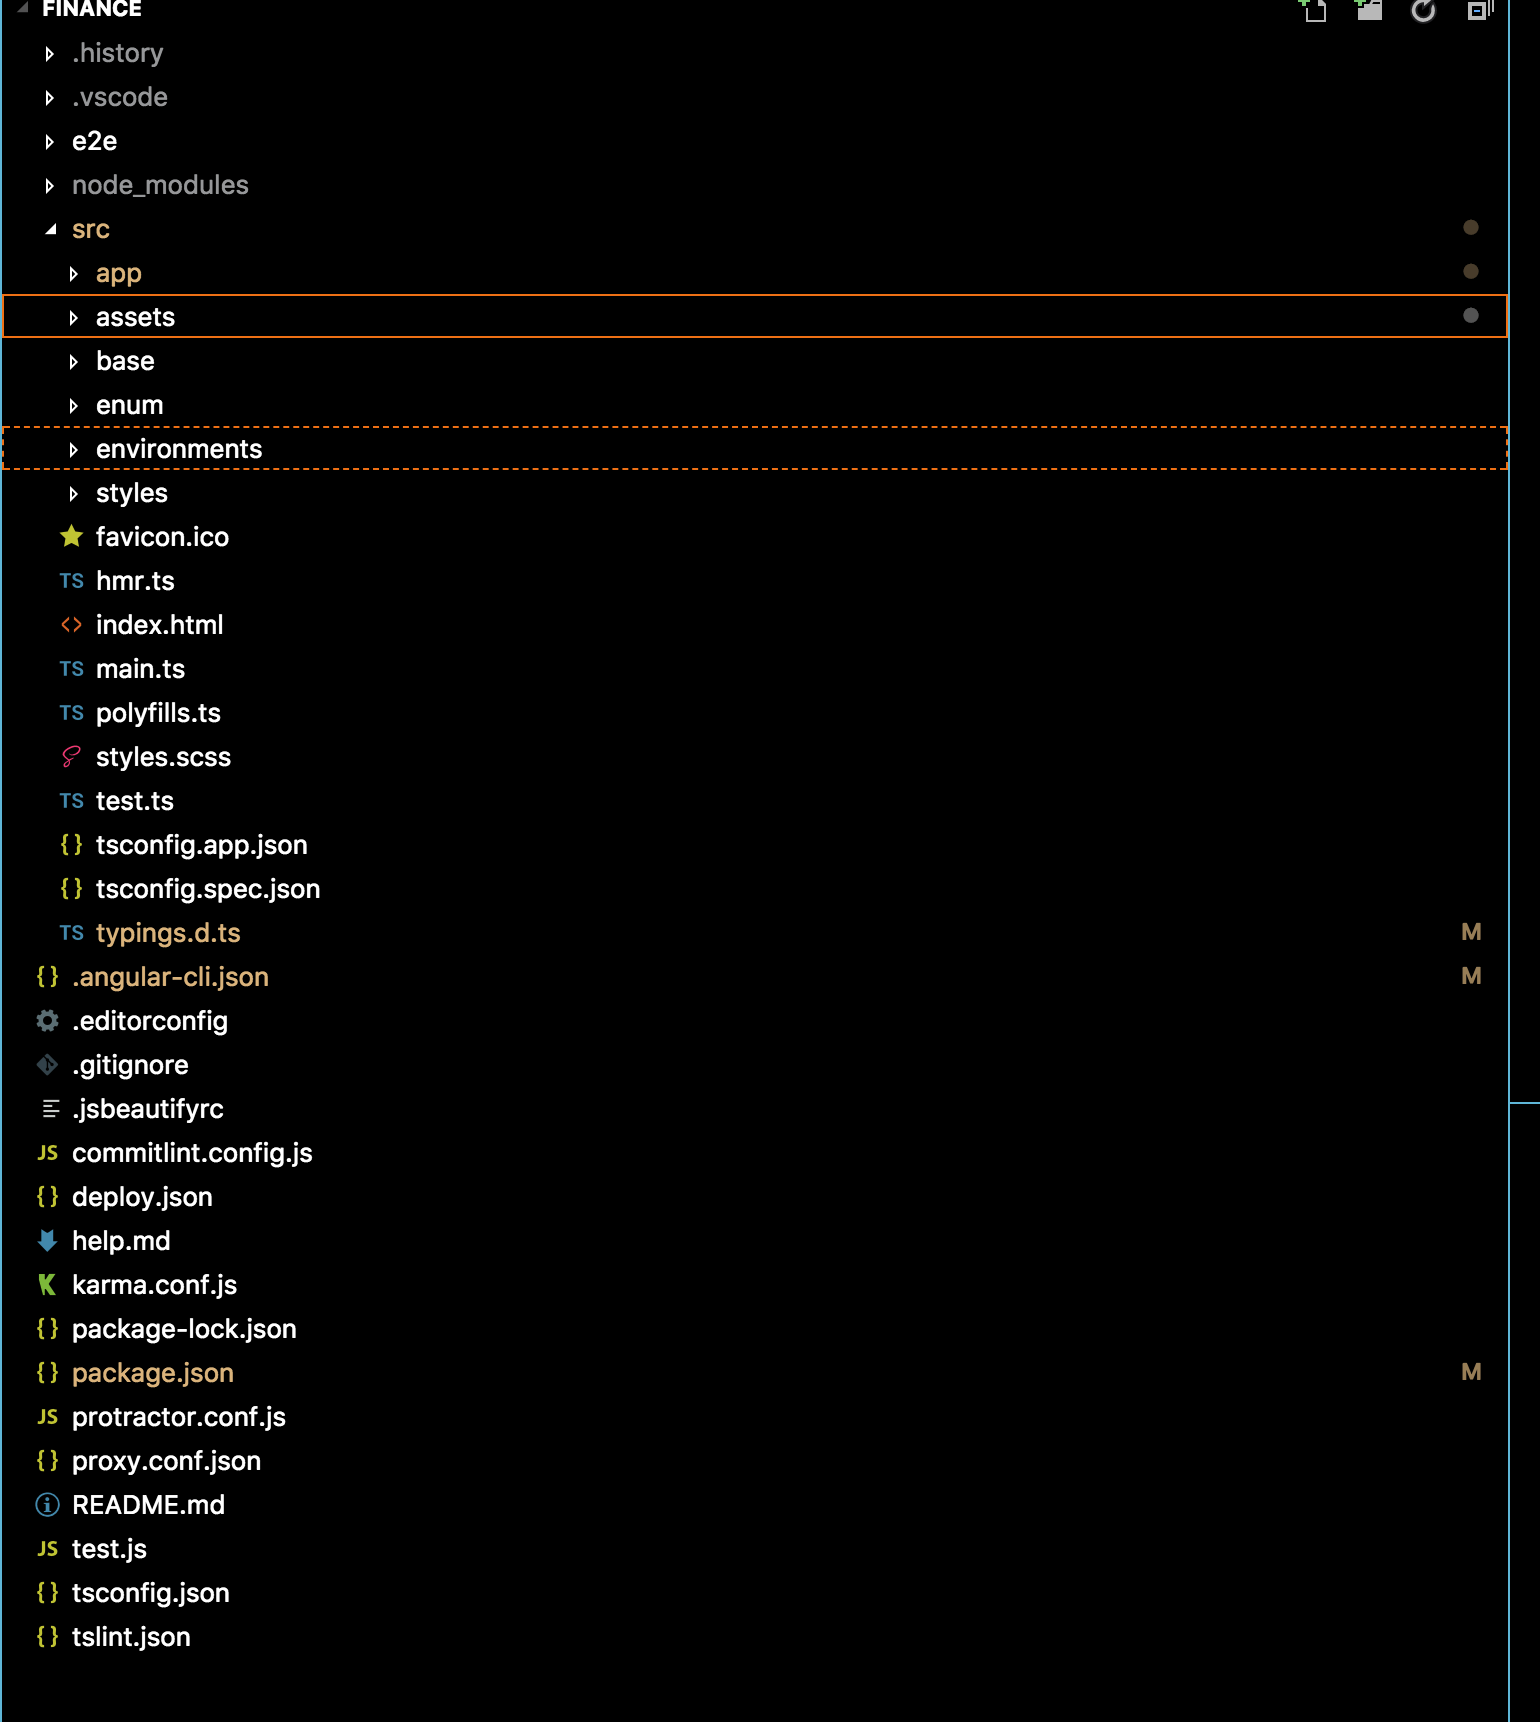 FINANCE
.history
.vscode
e2e
node_modules
src
app
assets
base
enum
environments
styles
favicon.ico
TS hmr.ts
<> index.html
TS main.ts
TS polyfills.ts
styles.scss
TS test.ts
{} tsconfig.app.json
{} tsconfig.spec.json
TS typings.d.ts M
{} .angular-cli.json M
.editorconfig
.gitignore
.jsbeautifyrc
JS commitlint.config.js
{} deploy.json
help.md
karma.conf.js
{} package-lock.json
{} package.json M
JS protractor.conf.js
{} proxy.conf.json
README.md
JS test.js
{} tsconfig.json
{} tslint.json